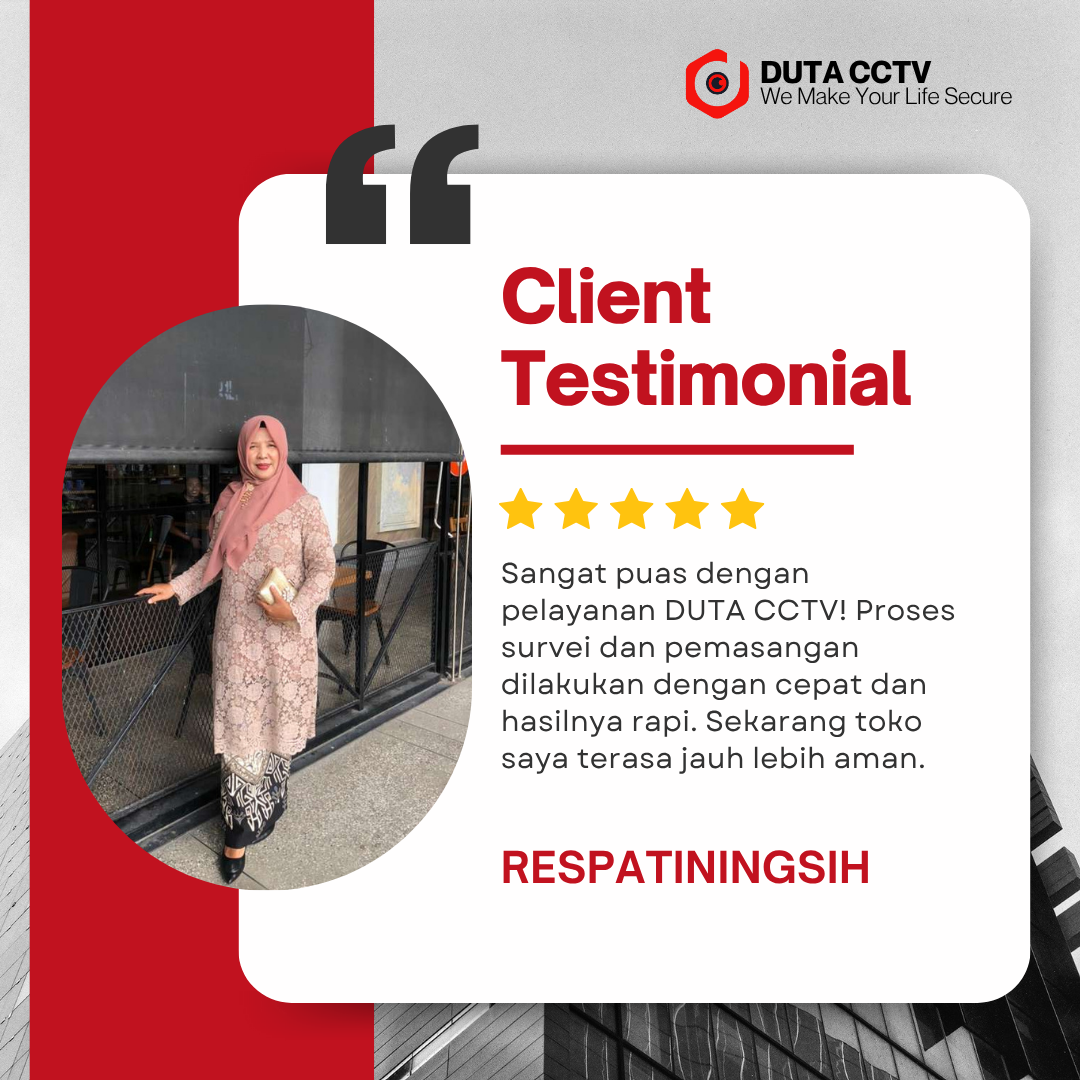 DUTA CCTV
We Make Your Life Secure
Client
Testimonial
Sangat puas dengan
pelayanan DUTA CCTV! Proses
survei dan pemasangan
dilakukan dengan cepat dan
hasilnya rapi. Sekarang toko
saya terasa jauh lebih aman.
RESPATININGSIH